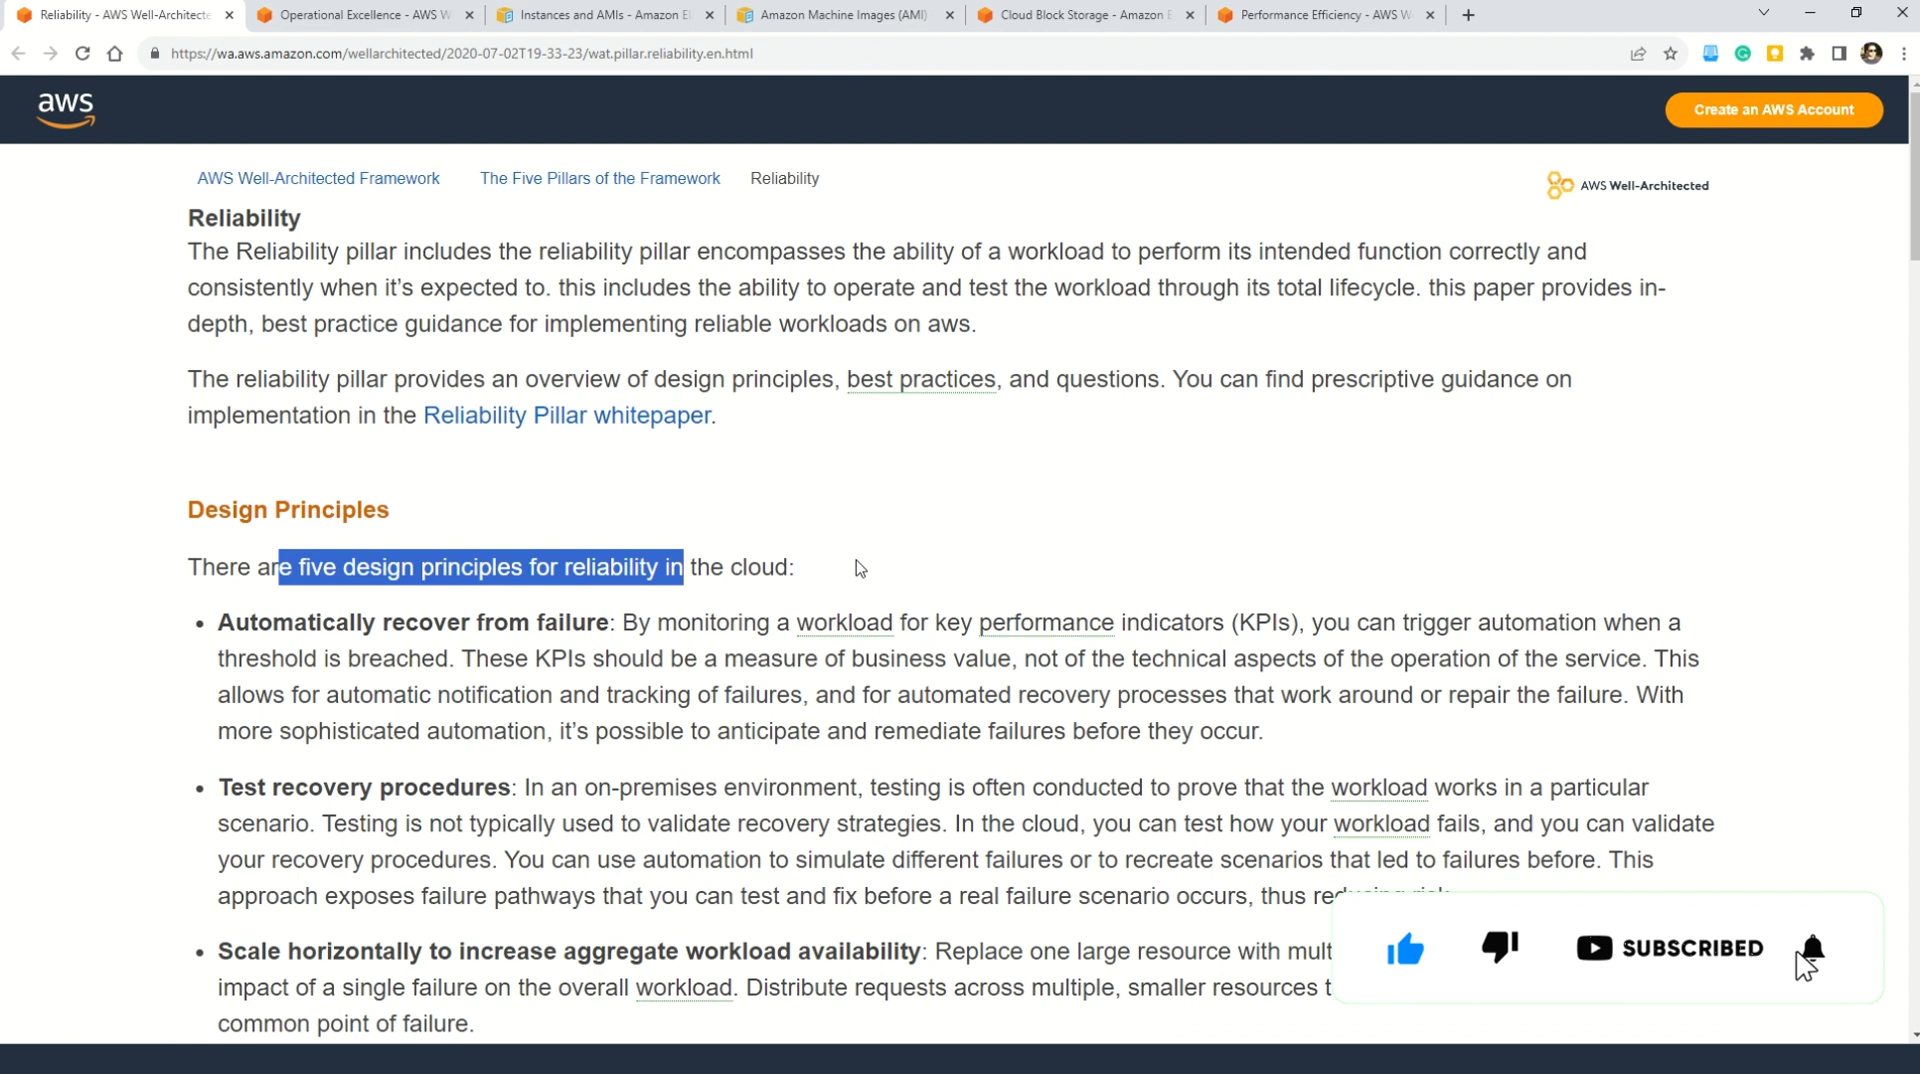 Reliability - AWS Well-Architecte
Operational Excellence - AWS W
Instances and AMIs - Amazon E
Amazon Machine Images (AMI)
Cloud Block Storage - Amazon E
Performance Efficiency - AWS W
https://wa.aws.amazon.com/wellarchitected/2020-07-02T19-33-23/wat.pillar.reliability.en.html
aws
Create an AWS Account
AWS Well-Architected Framework
The Five Pillars of the Framework
Reliability
AWS Well-Architected
Reliability
The Reliability pillar includes the reliability pillar encompasses the ability of a workload to perform its intended function correctly and
consistently when it’s expected to. this includes the ability to operate and test the workload through its total lifecycle. this paper provides in-
depth, best practice guidance for implementing reliable workloads on aws.
The reliability pillar provides an overview of design principles, best practices, and questions. You can find prescriptive guidance on
implementation in the Reliability Pillar whitepaper.
Design Principles
There are five design principles for reliability in the cloud:
• Automatically recover from failure: By monitoring a workload for key performance indicators (KPIs), you can trigger automation when a
threshold is breached. These KPIs should be a measure of business value, not of the technical aspects of the operation of the service. This
allows for automatic notification and tracking of failures, and for automated recovery processes that work around or repair the failure. With
more sophisticated automation, it’s possible to anticipate and remediate failures before they occur.
• Test recovery procedures: In an on-premises environment, testing is often conducted to prove that the workload works in a particular
scenario. Testing is not typically used to validate recovery strategies. In the cloud, you can test how your workload fails, and you can validate
your recovery procedures. You can use automation to simulate different failures or to recreate scenarios that led to failures before. This
approach exposes failure pathways that you can test and fix before a real failure scenario occurs, thus reducing risk.
• Scale horizontally to increase aggregate workload availability: Replace one large resource with mult
impact of a single failure on the overall workload. Distribute requests across multiple, smaller resources t
common point of failure.
SUBSCRIBED